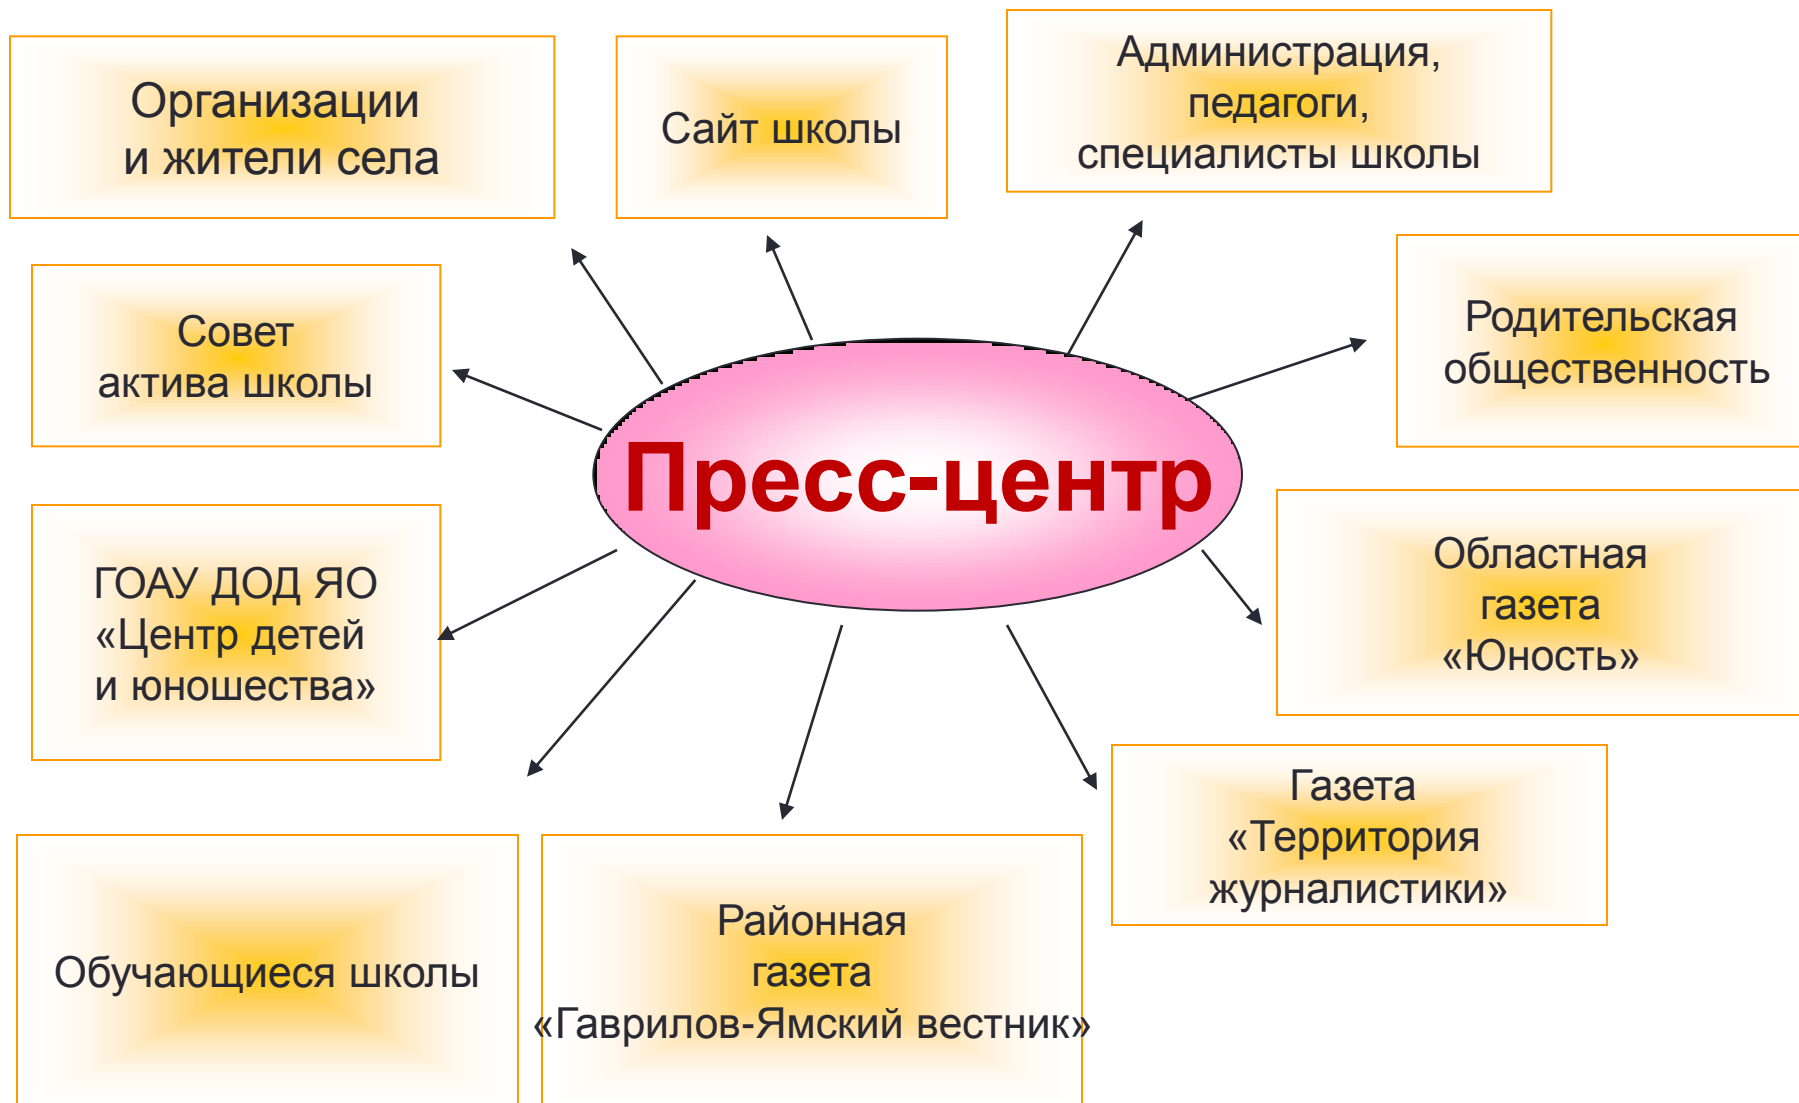 Организации
и жители села
Сайт школы
Администрация,
педагоги,
специалисты школы
Совет
актива школы
Родительская
общественность
Пресс-центр
ГОАУ ДОД ЯО
«Центр детей
и юношества»
Областная
газета
«Юность»
Газета
«Территория
журналистики»
Обучающиеся школы
Районная
газета
«Гаврилов-Ямский вестник»